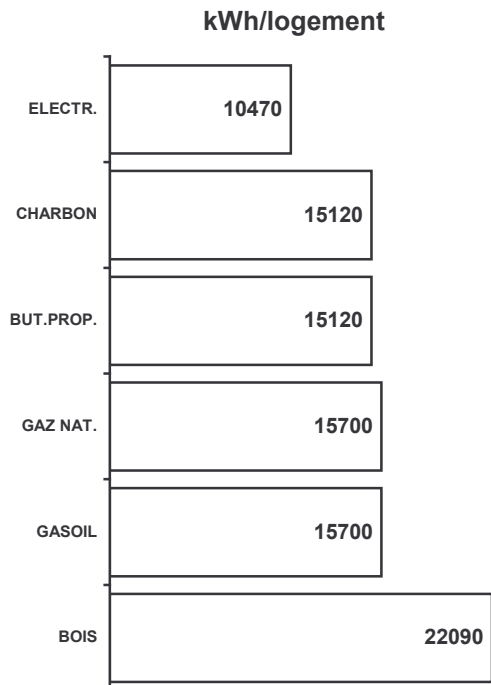 kWh/logement
ELECTR. 10470
CHARBON 15120
BUT.PROP. 15120
GAZ NAT. 15700
GASOIL 15700
BOIS 22090